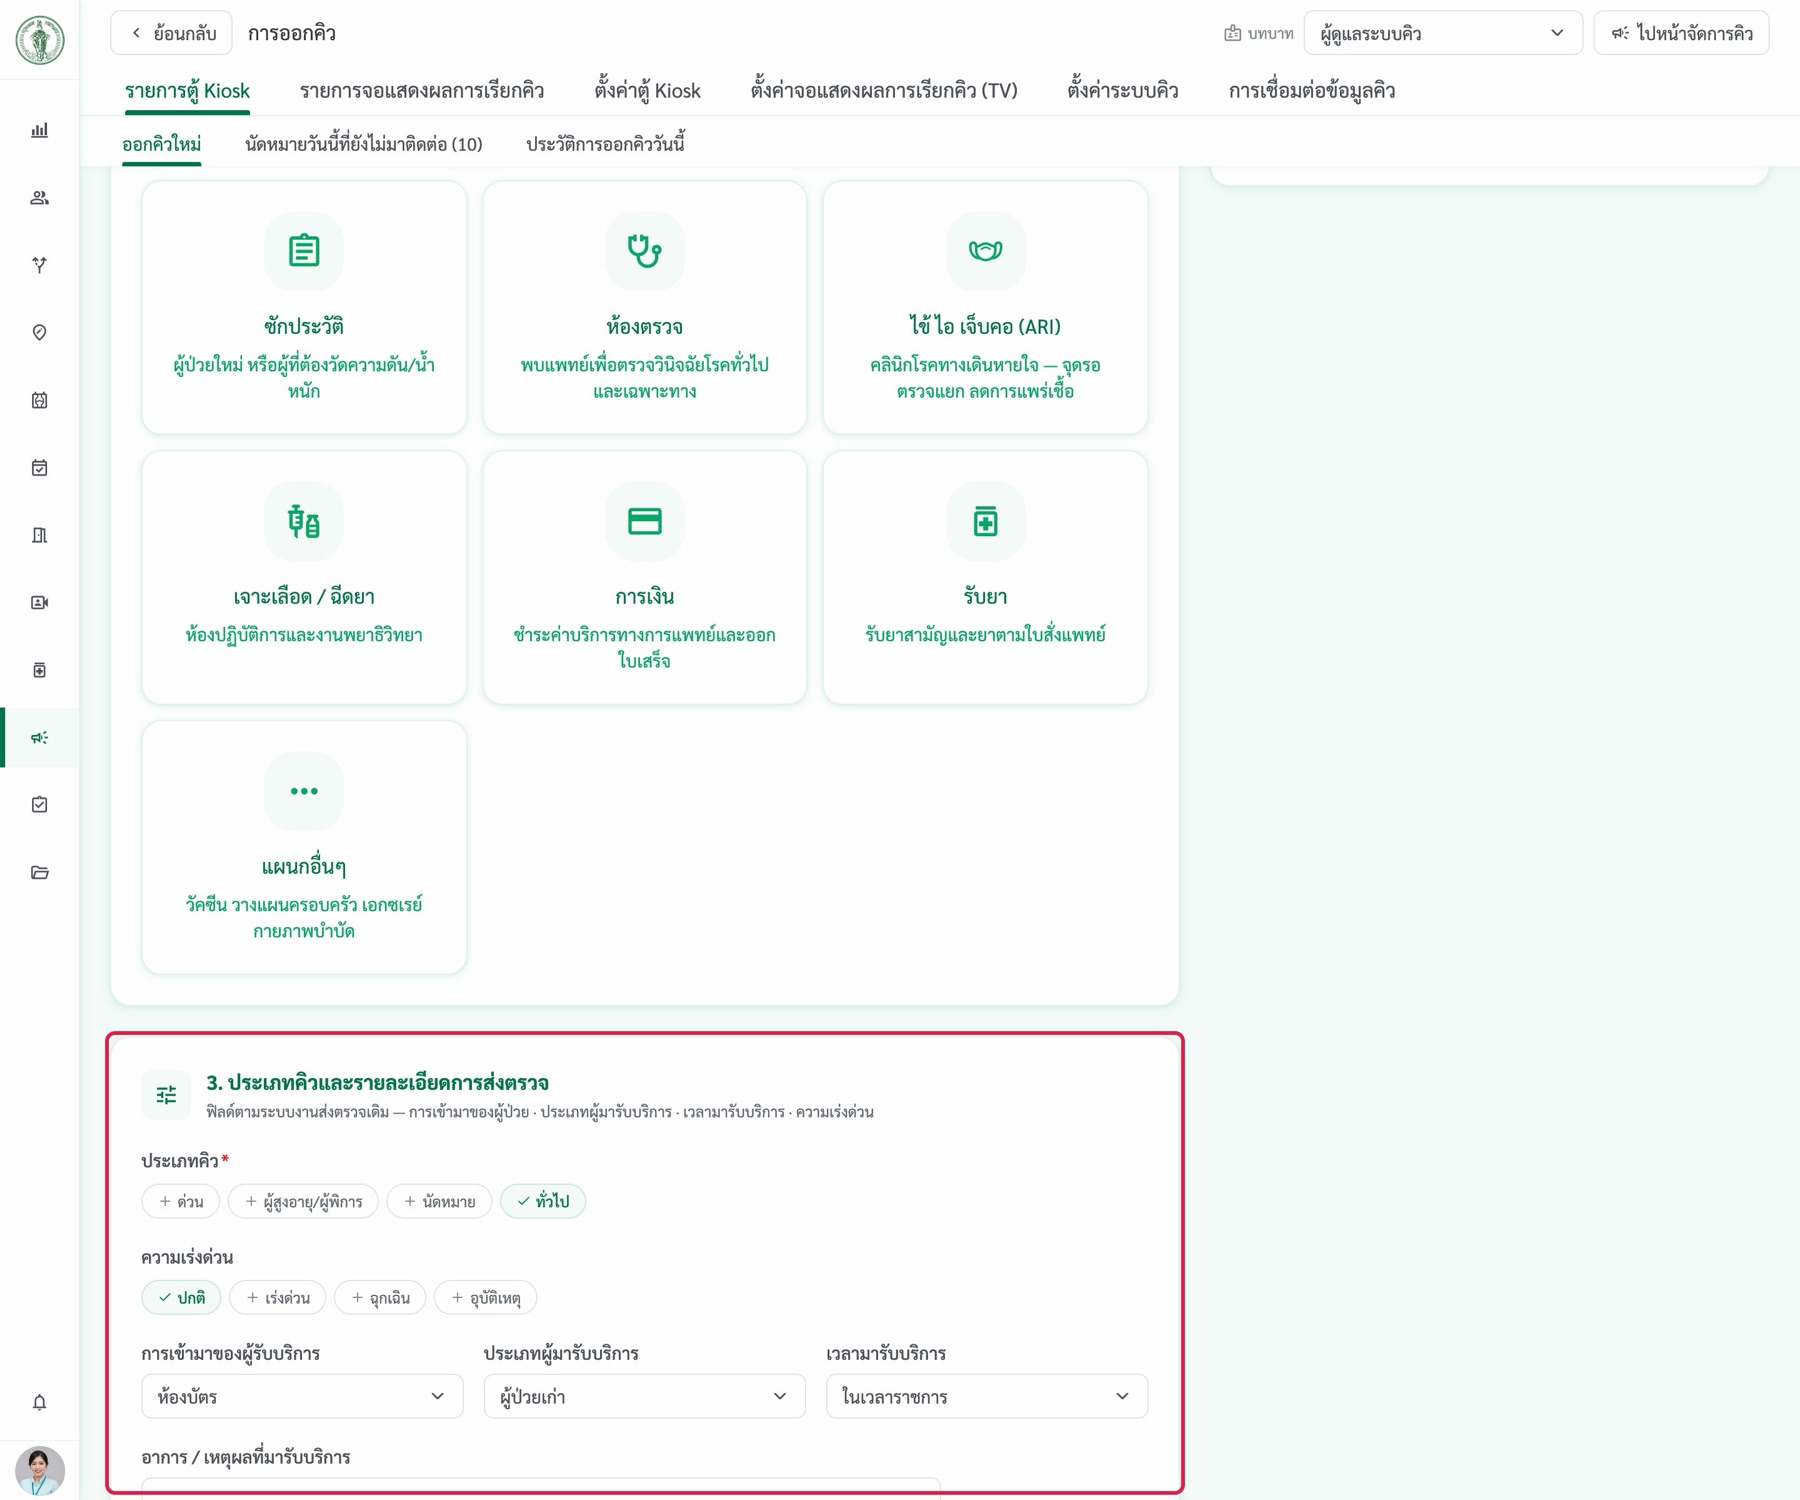 ย้อนกลับ
การออกคิว
บทบาท
ผู้ดูแลระบบคิว
ไปหน้าจัดการคิว
รายการตู้ Kiosk
รายการจอแสดงผลการเรียกคิว
ตั้งค่าตู้ Kiosk
ตั้งค่าจอแสดงผลการเรียกคิว (TV)
ตั้งค่าระบบคิว
การเชื่อมต่อข้อมูลคิว
ออกคิวใหม่
นัดหมายวันนี้ที่ยังไม่มาติดต่อ (10)
ประวัติการออกคิววันนี้
ซักประวัติ
ผู้ป่วยใหม่ หรือผู้ที่ต้องวัดความดัน/น้ำ
หนัก
ห้องตรวจ
พบแพทย์เพื่อตรวจวินิจฉัยโรคทั่วไป
และเฉพาะทาง
ไข้ ไอ เจ็บคอ (ARI)
คลินิกโรคทางเดินหายใจ — จุดรอ
ตรวจแยก ลดการแพร่เชื้อ
เจาะเลือด / ฉีดยา
ห้องปฏิบัติการและงานพยาธิวิทยา
การเงิน
ชำระค่าบริการทางการแพทย์และออก
ใบเสร็จ
รับยา
รับยาสามัญและยาตามใบสั่งแพทย์
แผนกอื่นๆ
วัคซีน วางแผนครอบครัว เอกซเรย์
กายภาพบำบัด
3. ประเภทคิวและรายละเอียดการส่งตรวจ
ฟิลด์ตามระบบงานส่งตรวจเดิม — การเข้ามาของผู้ป่วย · ประเภทผู้มารับบริการ · เวลามารับบริการ · ความเร่งด่วน
ประเภทคิว*
ด่วน
ผู้สูงอายุ/ผู้พิการ
นัดหมาย
ทั่วไป
ความเร่งด่วน
ปกติ
เร่งด่วน
ฉุกเฉิน
อุบัติเหตุ
การเข้ามาของผู้รับบริการ
ประเภทผู้มารับบริการ
เวลามารับบริการ
ห้องบัตร
ผู้ป่วยเก่า
ในเวลาราชการ
อาการ / เหตุผลที่มารับบริการ